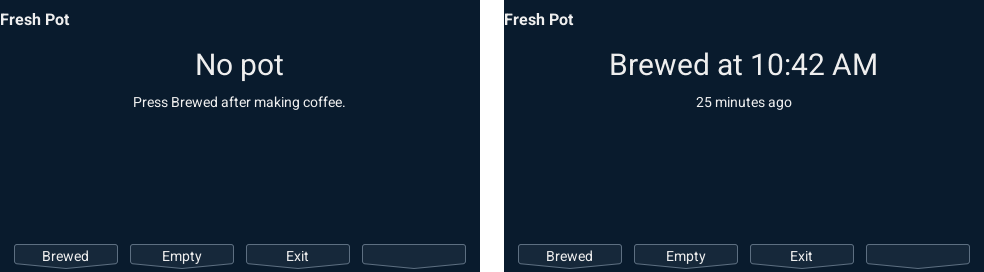 Fresh Pot
No pot
Press Brewed after making coffee.
Brewed
Empty
Exit
Fresh Pot
Brewed at 10:42 AM
25 minutes ago
Brewed
Empty
Exit